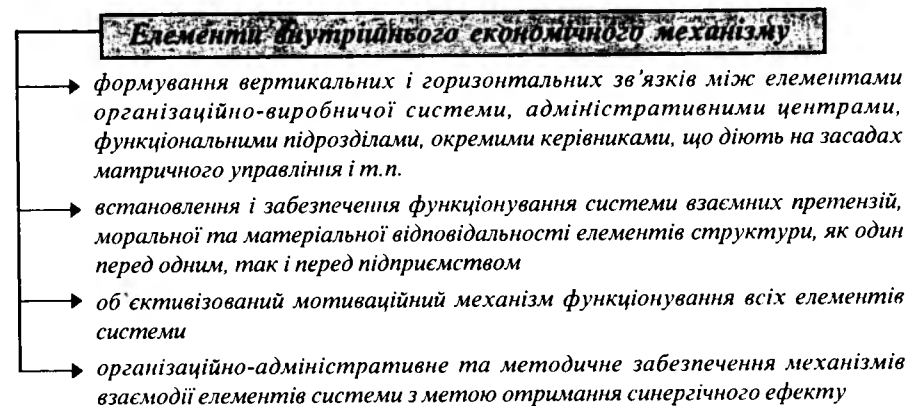 Елементи внутрішнього економічного механізму
формування вертикальних і горизонтальних зв'язків між елементами
організаційно-виробничої системи, адміністративними центрами,
функціональними підрозділами, окремими керівниками, що діють на засадах
матричного управління і т.п.
встановлення і забезпечення функціонування системи взаємних претензій,
моральної та матеріальної відповідальності елементів структури, як один
перед одним, так і перед підприємством
об`єктивізований мотиваційний механізм функціонування всіх елементів
системи
організаційно-адміністративне та методичне забезпечення механізмів
взаємодії елементів системи з метою отримання синергічного ефекту